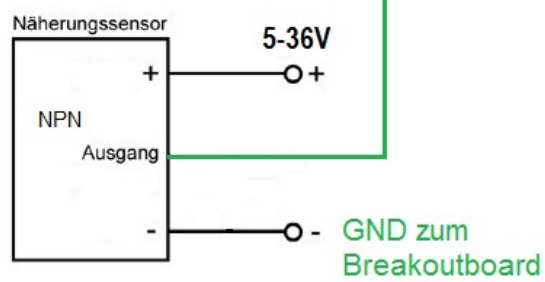 Näherungssensor
5-36V
+
+
NPN
Ausgang
-
-
GND zum
Breakoutboard